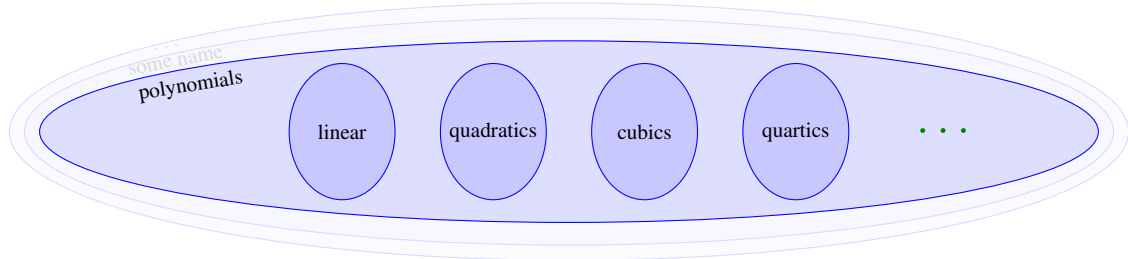 . . .
some name
polynomials
linear
quadratics
cubics
quartics
. . .